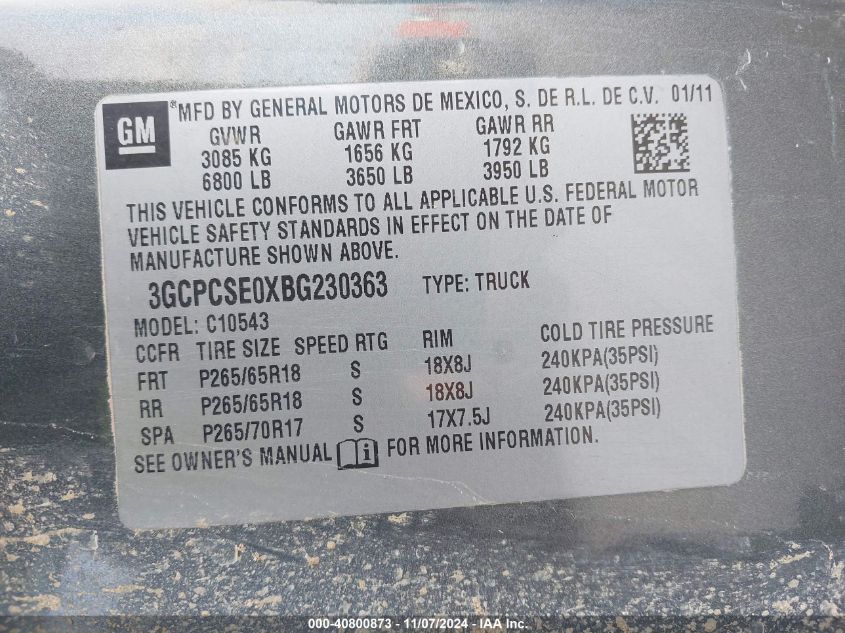 GM
®MFD BY GENERAL MOTORS DE MEXICO, S. DE R.L. DE C.V. 01/11
GVWR GAWR FRT GAWR RR
3085 KG 1656 KG 1792 KG
6800 LB 3650 LB 3950 LB
THIS VEHICLE CONFORMS TO ALL APPLICABLE U.S. FEDERAL MOTOR
VEHICLE SAFETY STANDARDS IN EFFECT ON THE DATE OF
MANUFACTURE SHOWN ABOVE.
3GCPCSE0XBG230363 TYPE: TRUCK
MODEL: C10543
CCFR TIRE SIZE SPEED RTG RIM COLD TIRE PRESSURE
FRT P265/65R18 S 18X8J 240KPA(35PSI)
RR P265/65R18 S 18X8J 240KPA(35PSI)
SPA P265/70R17 S 17X7.5J 240KPA(35PSI)
SEE OWNER'S MANUAL i FOR MORE INFORMATION.
000-40800873 - 11/07/2024 - IAA Inc.